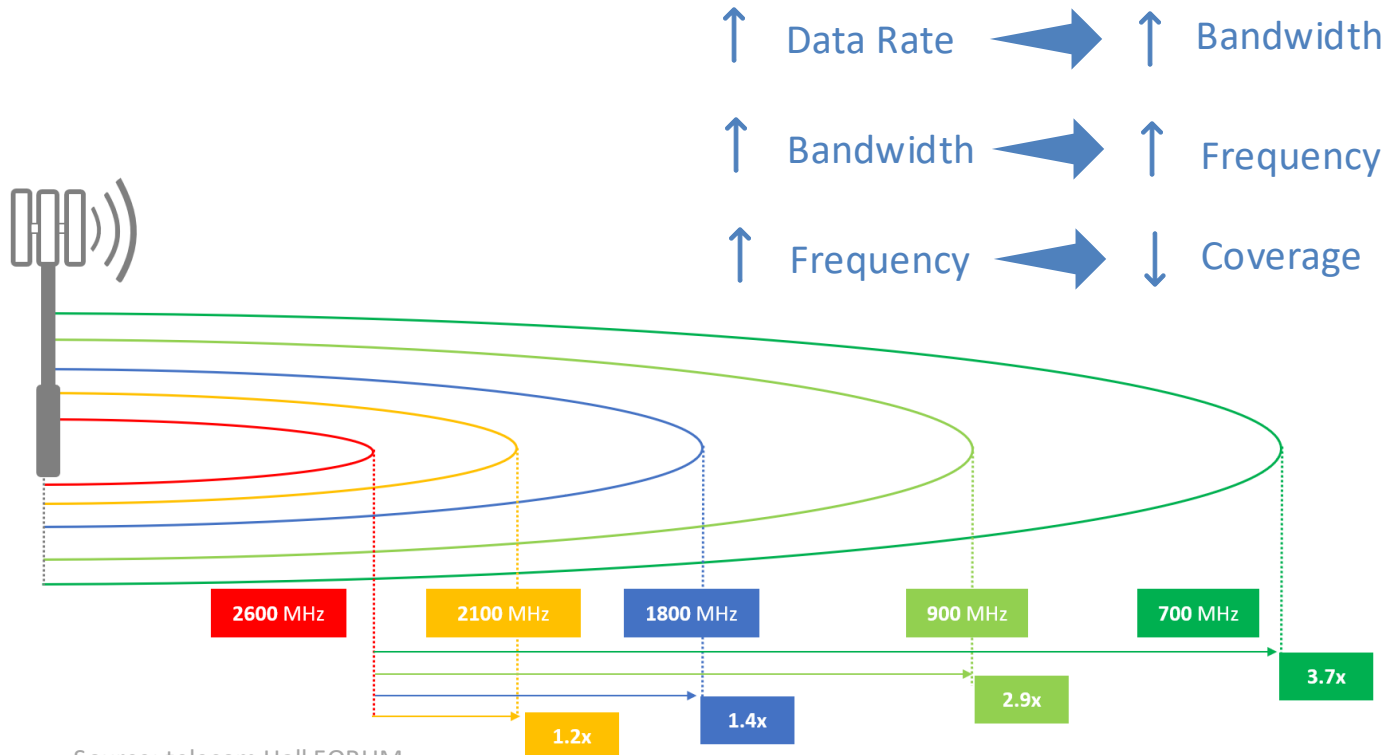 Data Rate Bandwidth
Bandwidth Frequency
Frequency Coverage
2600 MHz 2100 MHz 1800 MHz 900 MHz 700 MHz
3.7x
2.9x
1.4x
1.2x